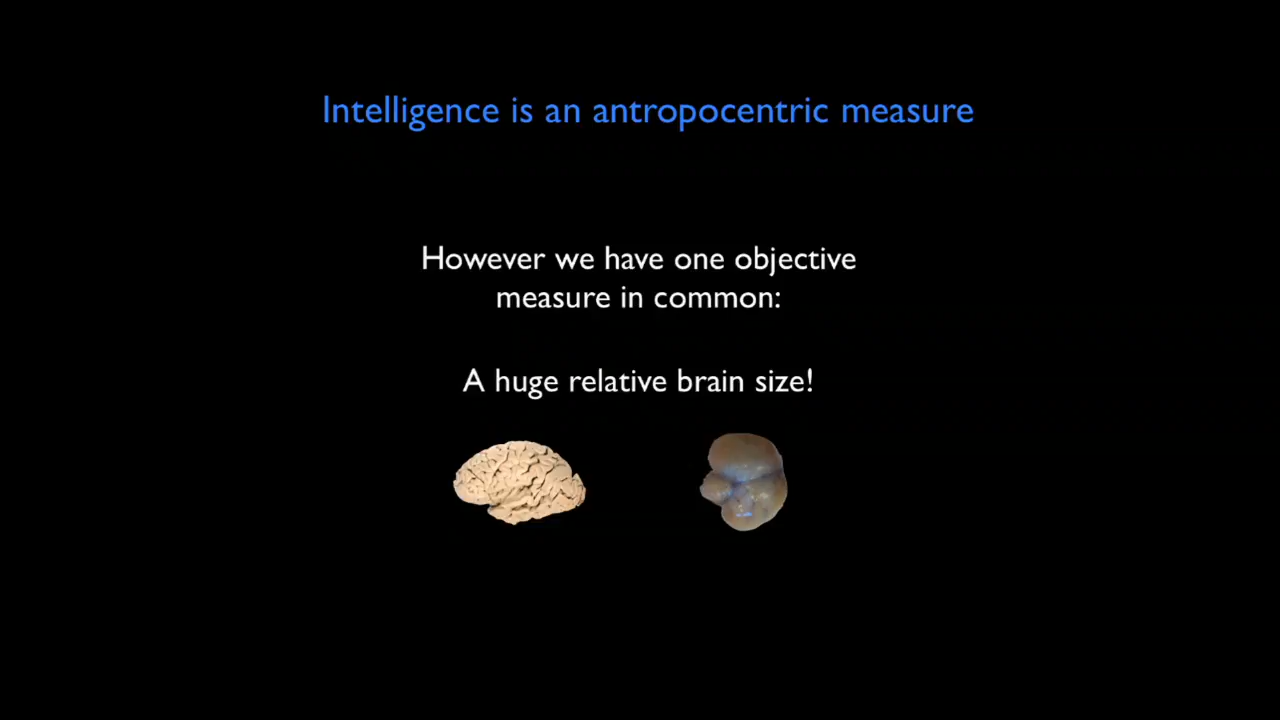 Intelligence is an antropocentric measure
However we have one objective
measure in common:
A huge relative brain size!